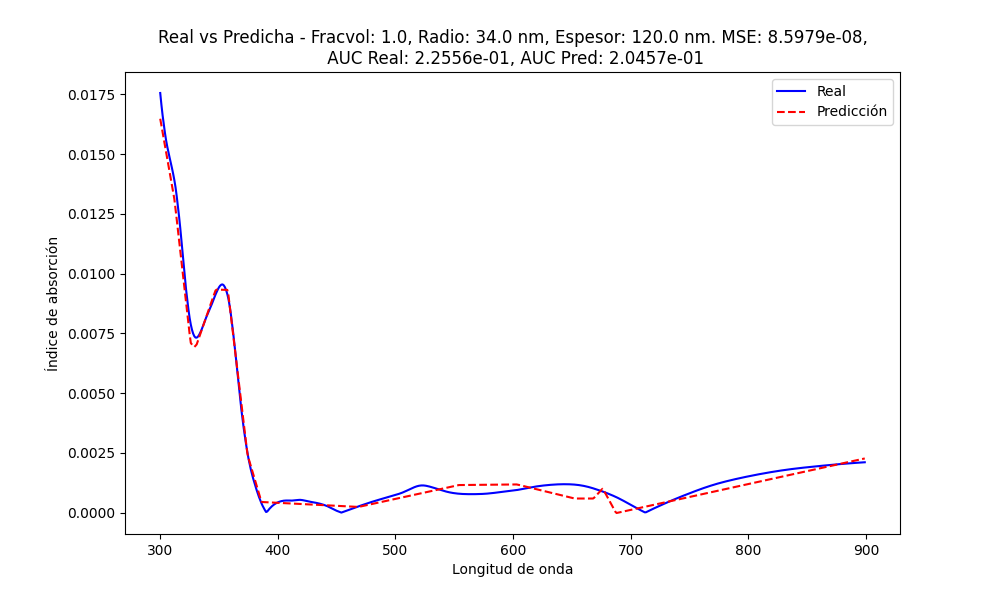 Real vs Predicha - Fracvol: 1.0, Radio: 34.0 nm, Espesor: 120.0 nm. MSE: 8.5979e-08,
AUC Real: 2.2556e-01, AUC Pred: 2.0457e-01
Real
Predicción
Índice de absorción
0.0175
0.0150
0.0125
0.0100
0.0075
0.0050
0.0025
0.0000
300 400 500 600 700 800 900
Longitud de onda